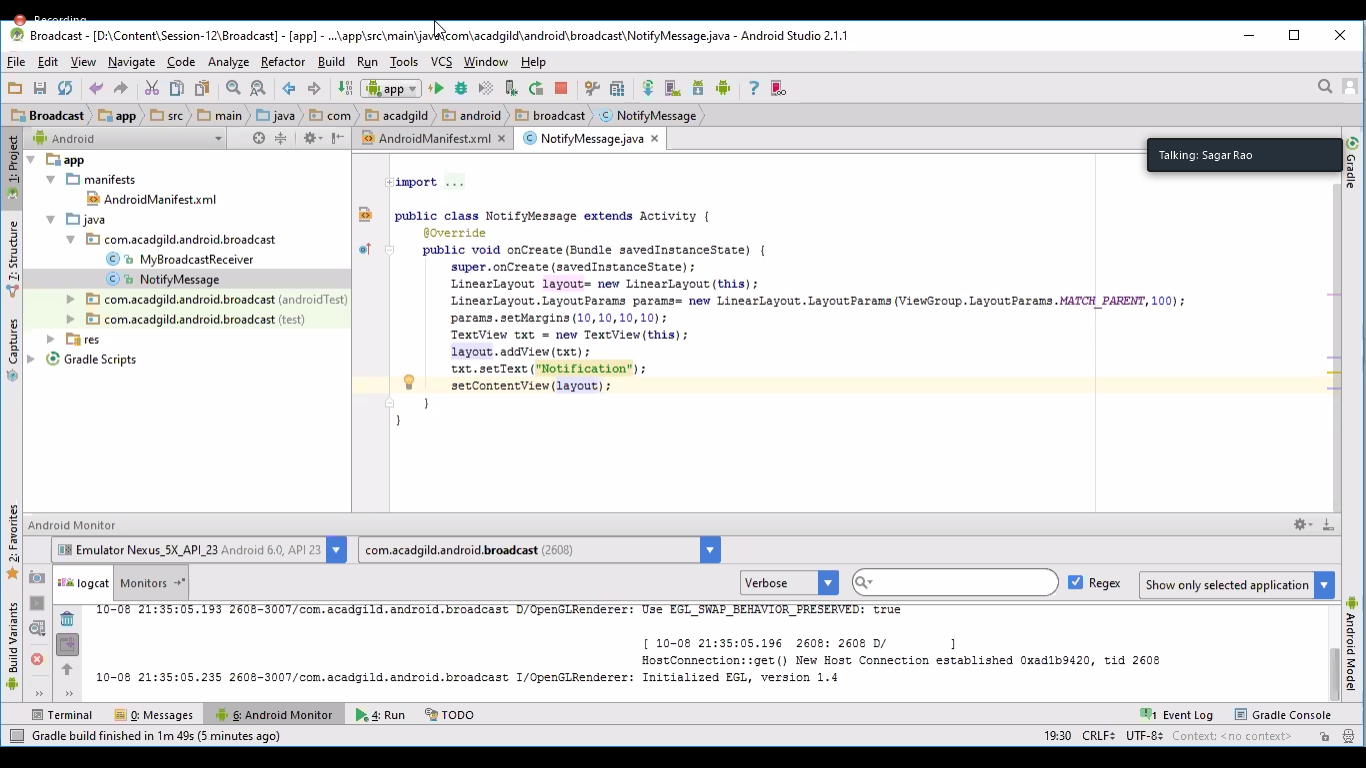 Recording
Broadcast - [D:\Content\Session-12\Broadcast] - [app] - ...\app\src\main\java\com\acadgild\android\broadcast\NotifyMessage.java - Android Studio 2.1.1
File Edit View Navigate Code Analyze Refactor Build Run Tools VCS Window Help
app
Broadcast app src main java com acadgild android broadcast NotifyMessage
Android
AndroidManifest.xml NotifyMessage.java
Talking: Sagar Rao
1: Project
7: Structure
Captures
2: Favorites
Build Variants
app
manifests
AndroidManifest.xml
java
com.acadgild.android.broadcast
MyBroadcastReceiver
NotifyMessage
com.acadgild.android.broadcast (androidTest)
com.acadgild.android.broadcast (test)
res
Gradle Scripts
import ...
public class NotifyMessage extends Activity {
@Override
public void onCreate(Bundle savedInstanceState) {
super.onCreate(savedInstanceState);
LinearLayout layout= new LinearLayout(this);
LinearLayout.LayoutParams params= new LinearLayout.LayoutParams(ViewGroup.LayoutParams.MATCH_PARENT,100);
params.setMargins(10,10,10,10);
TextView txt = new TextView(this);
layout.addView(txt);
txt.setText("Notification");
setContentView(layout);
}
}
Gradle
Android Model
Android Monitor
Emulator Nexus_5X_API_23 Android 6.0, API 23 com.acadgild.android.broadcast (2608)
logcat Monitors Verbose Regex Show only selected application
10-08 21:35:05.193 2608-3007/com.acadgild.android.broadcast D/OpenGLRenderer: Use EGL_SWAP_BEHAVIOR_PRESERVED: true
[ 10-08 21:35:05.196 2608: 2608 D/ ]
HostConnection::get() New Host Connection established 0xad1b9420, tid 2608
10-08 21:35:05.235 2608-3007/com.acadgild.android.broadcast I/OpenGLRenderer: Initialized EGL, version 1.4
Terminal 0: Messages 6: Android Monitor 4: Run TODO 1 Event Log Gradle Console
Gradle build finished in 1m 49s (5 minutes ago) 19:30 CRLF UTF-8 Context: <no context>